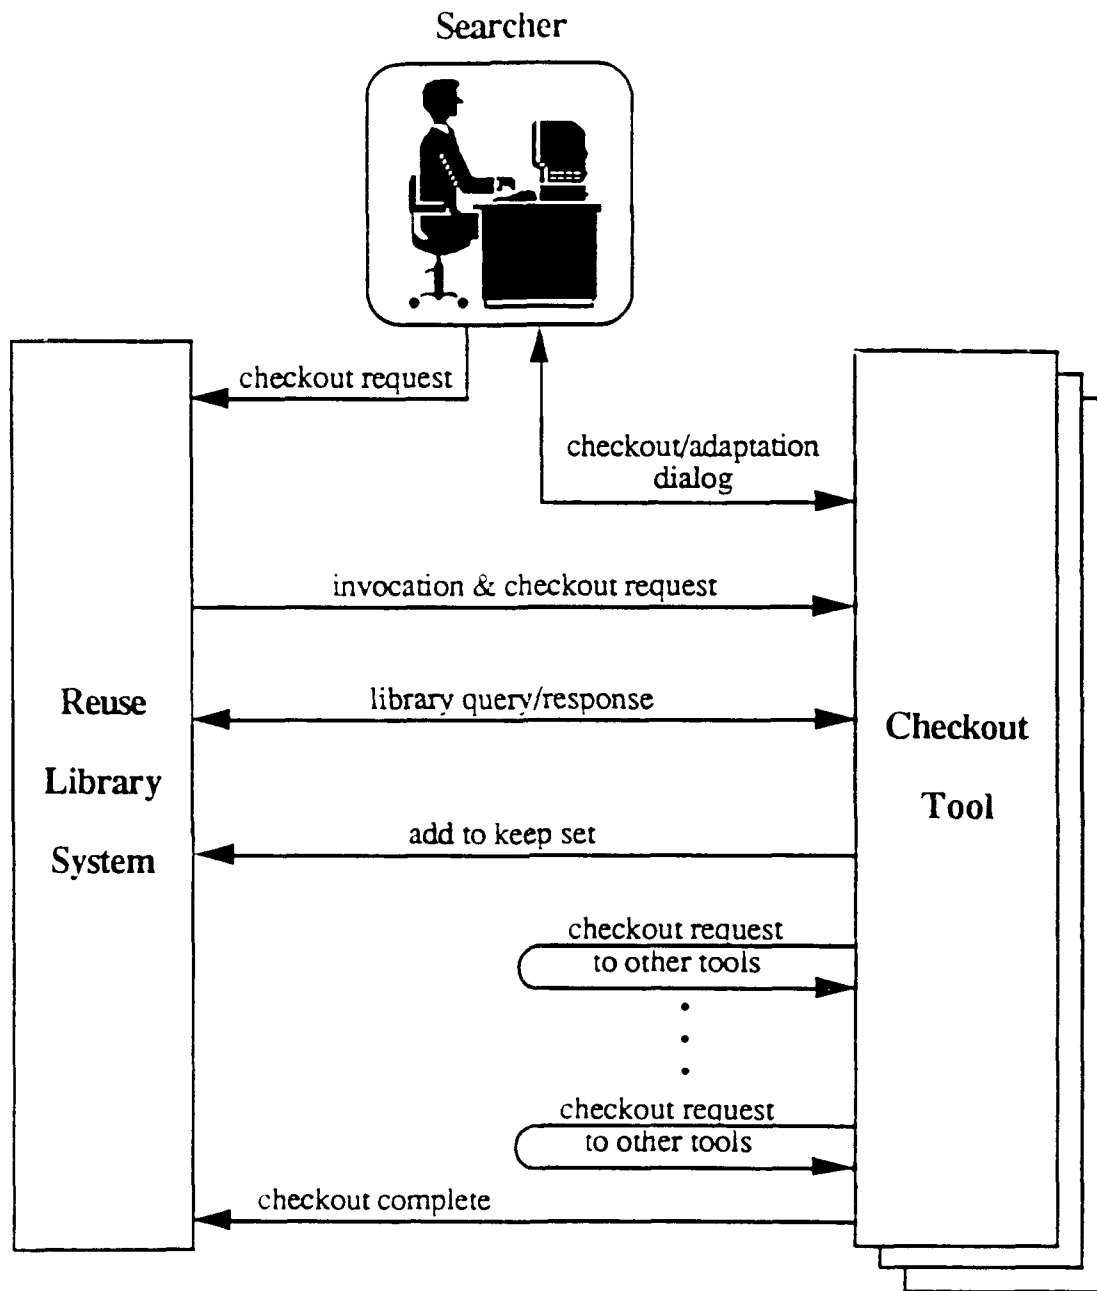 Searcher
checkout request
checkout/adaptation
dialog
invocation & checkout request
library query/response
Reuse
Library
System
Checkout
Tool
add to keep set
checkout request
to other tools
checkout request
to other tools
checkout complete